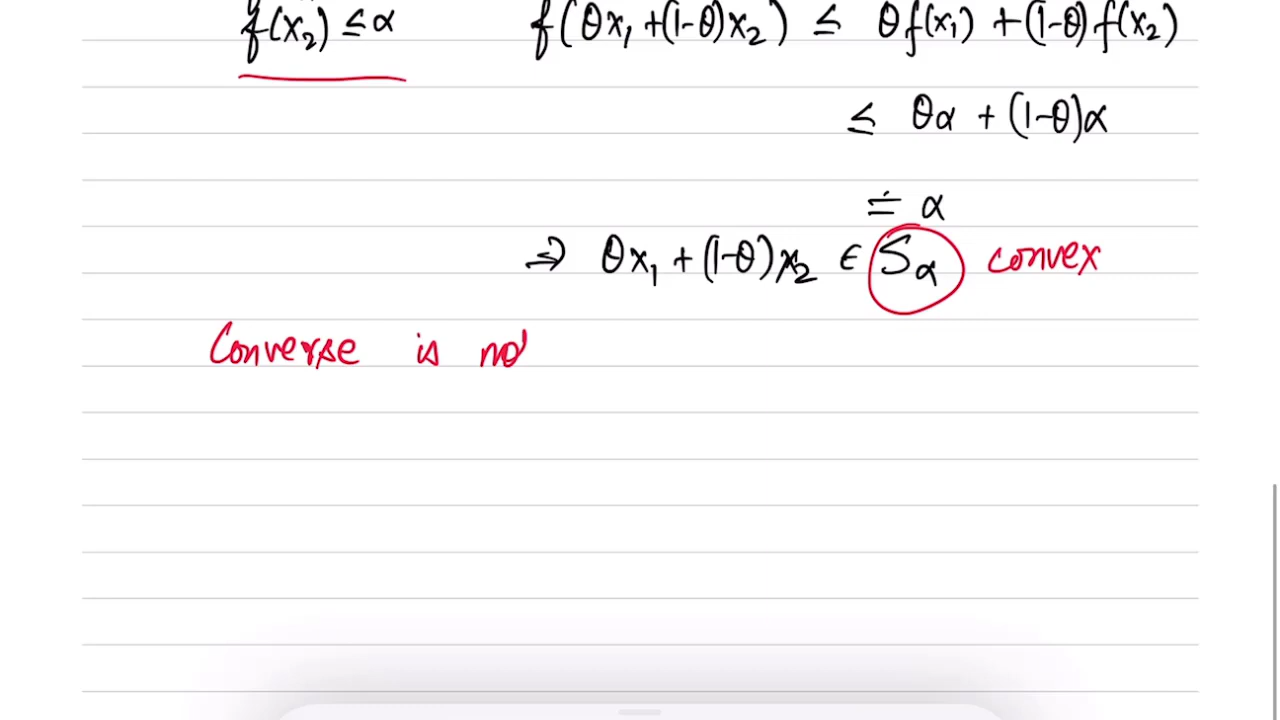 f(x₂) ≤ α f(θx₁ + (1-θ)x₂) ≤ θf(x₁) + (1-θ)f(x₂)
≤ θα + (1-θ)α
= α
⇒ θx₁ + (1-θ)x₂ ∈ Sα convex
Converse is not